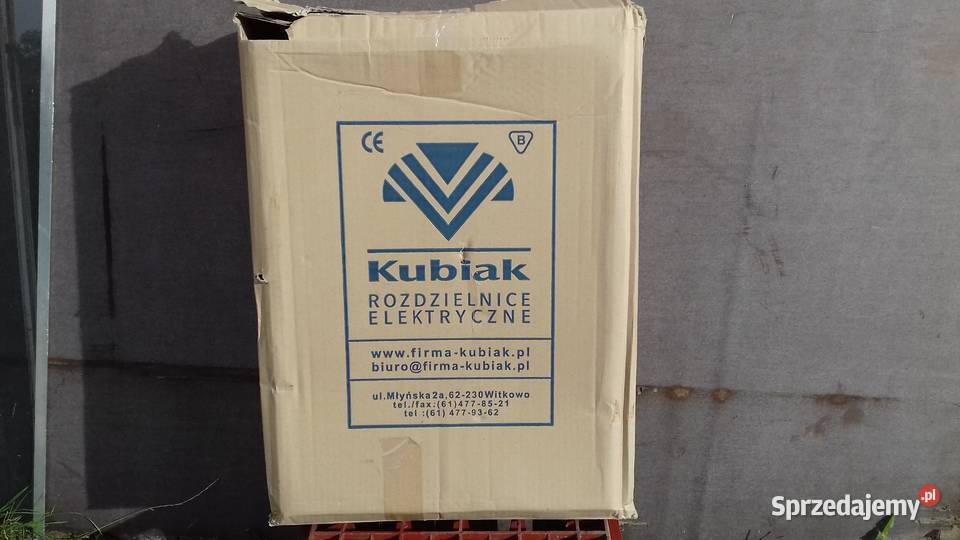 CE
B
Kubiak
ROZDZIELNICE
ELEKTRYCZNE
www.firma-kubiak.pl
biuro@firma-kubiak.pl
ul.Młyńska2a,62-230Witkowo
tel./fax:(61)477-85-21
tel :(61) 477-93-62
Sprzedajemy.pl